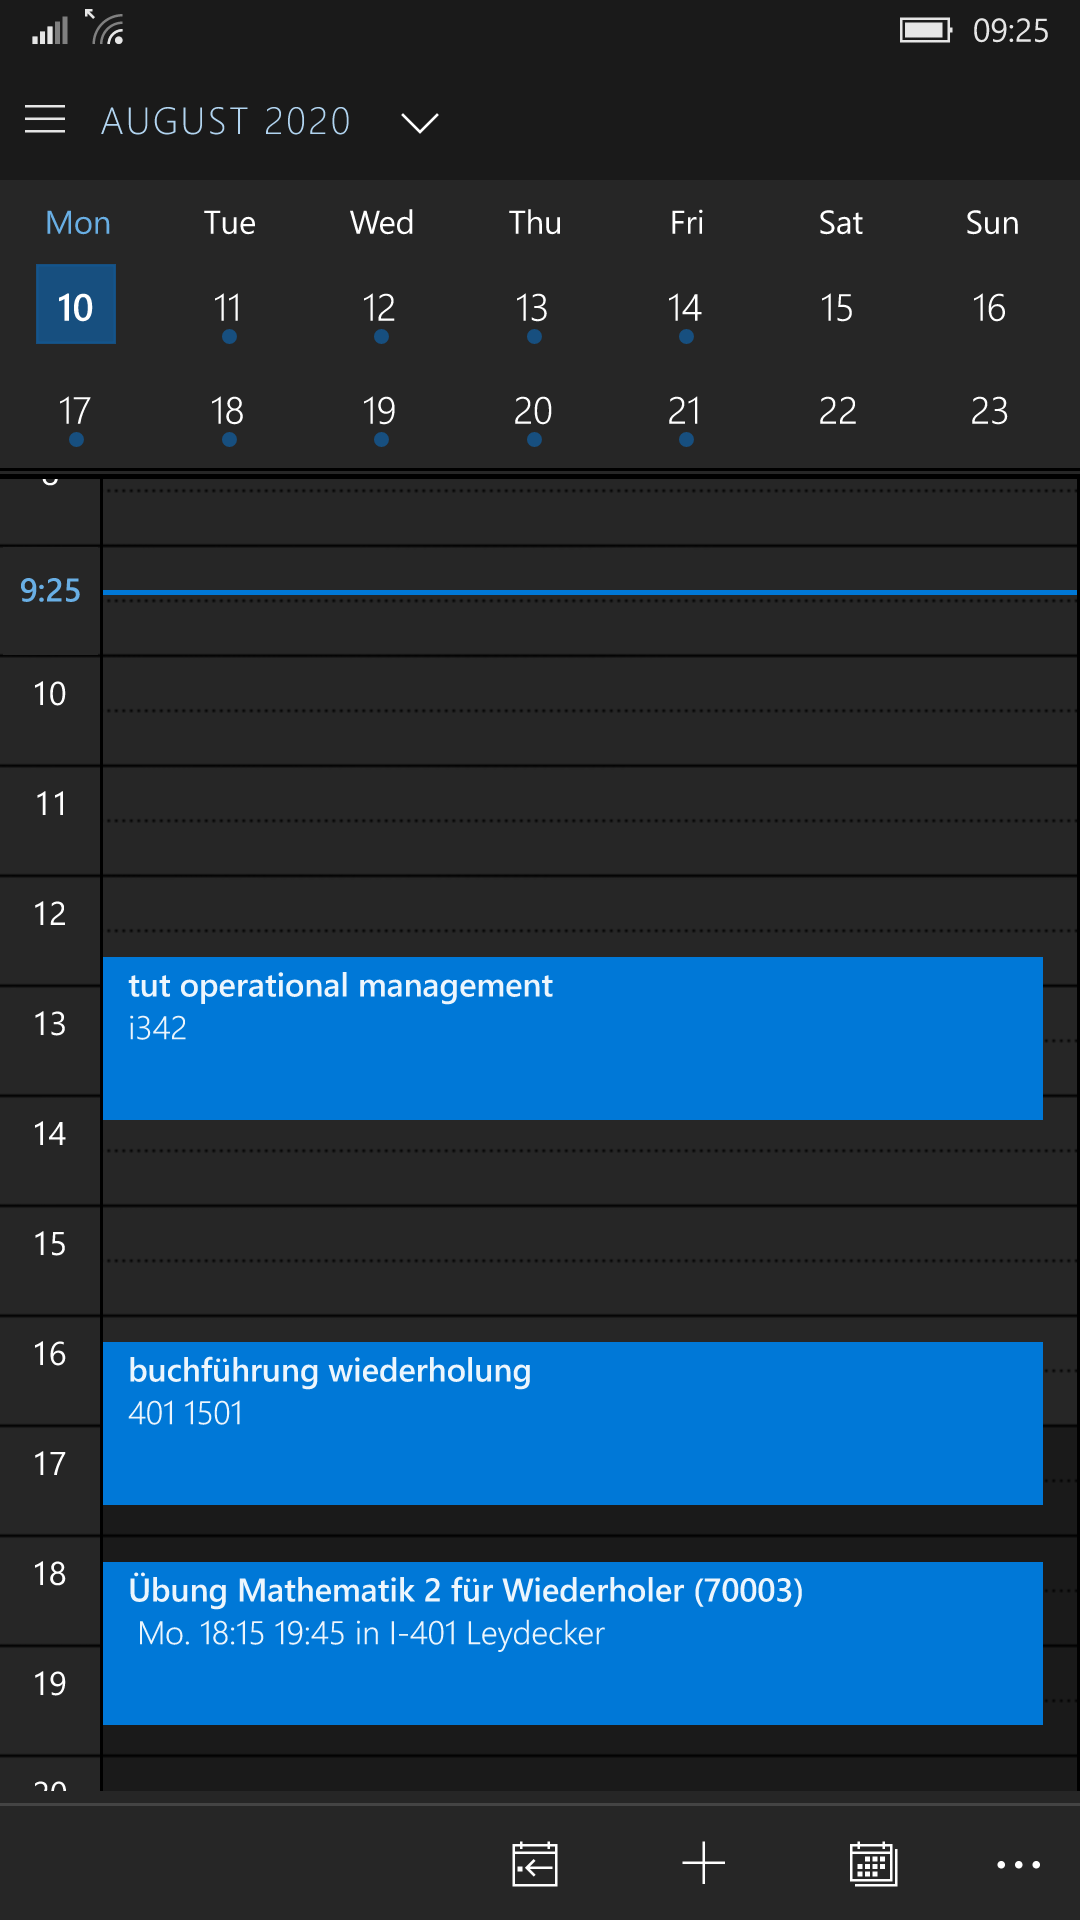 09:25
AUGUST 2020
Mon Tue Wed Thu Fri Sat Sun
10 11 12 13 14 15 16
17 18 19 20 21 22 23
9:25
10
11
12
tut operational management
i342
13
14
15
16
buchführung wiederholung
401 1501
17
18
Übung Mathematik 2 für Wiederholer (70003)
Mo. 18:15 19:45 in I-401 Leydecker
19
20